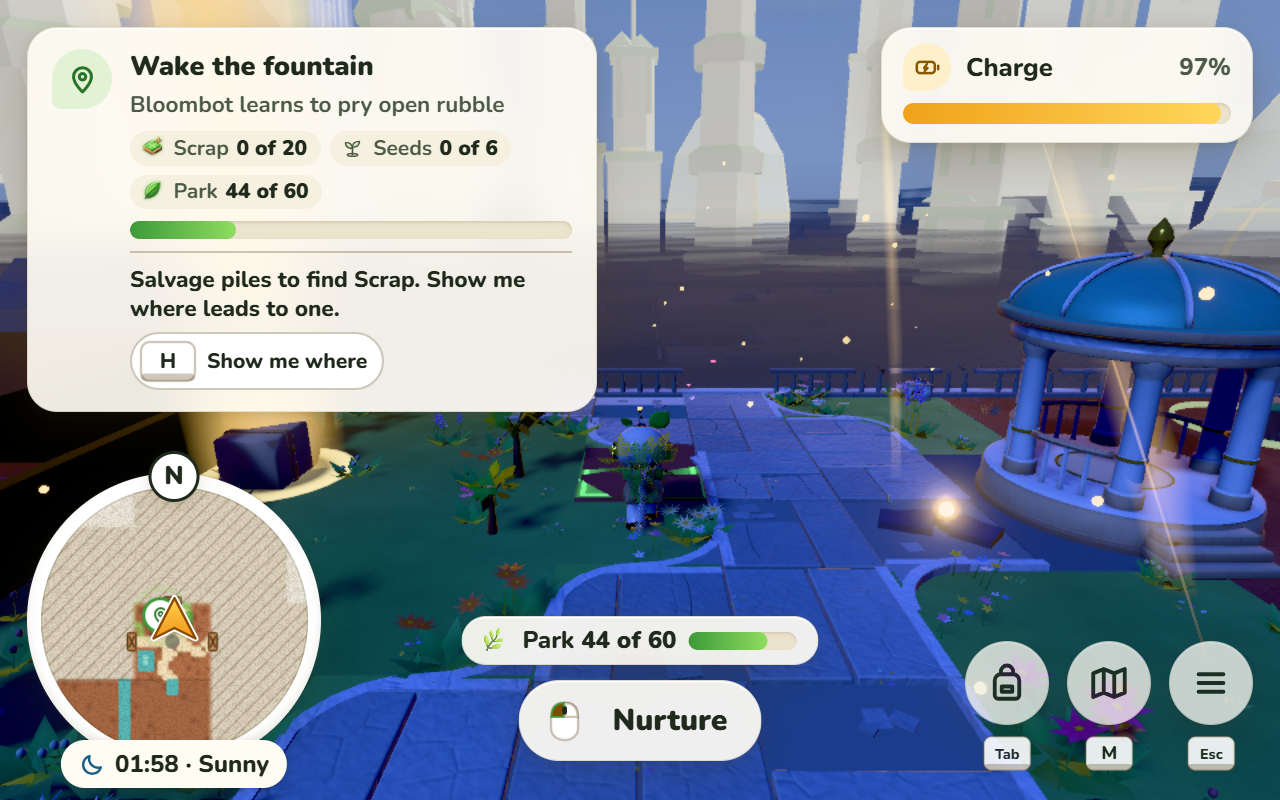 Wake the fountain
Bloombot learns to pry open rubble
Scrap 0 of 20 Seeds 0 of 6
Park 44 of 60
Salvage piles to find Scrap. Show me
where leads to one.
H Show me where
Charge 97%
N
01:58 · Sunny
Park 44 of 60
Nurture
Tab M Esc